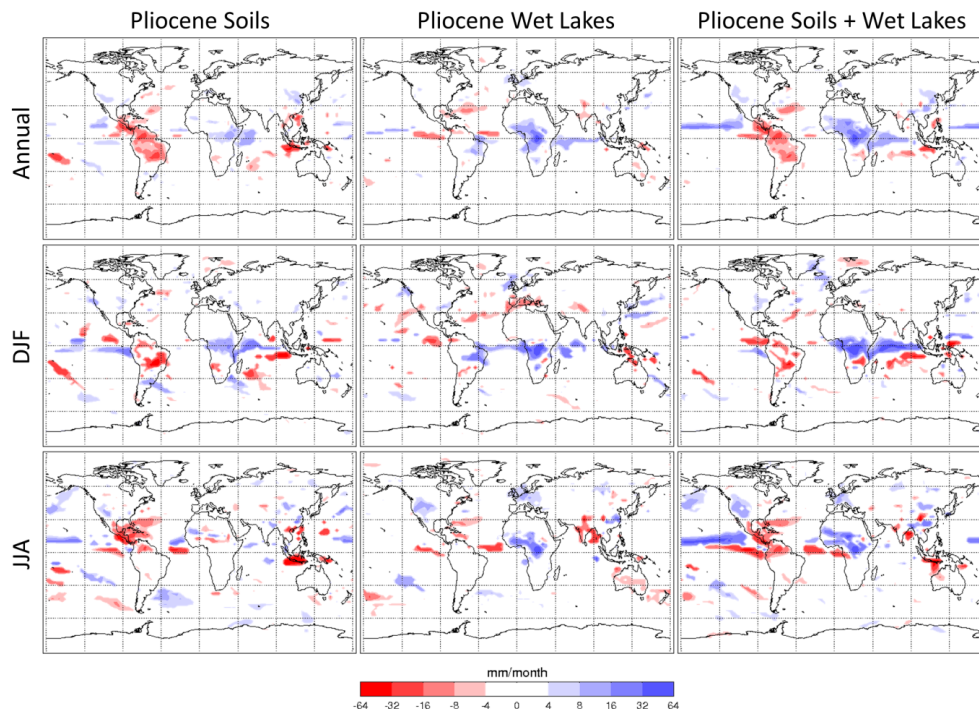 Pliocene Soils
Pliocene Wet Lakes
Pliocene Soils + Wet Lakes
Annual
DJF
JJA
mm/month
-64 -32 -16 -8 -4 0 4 8 16 32 64